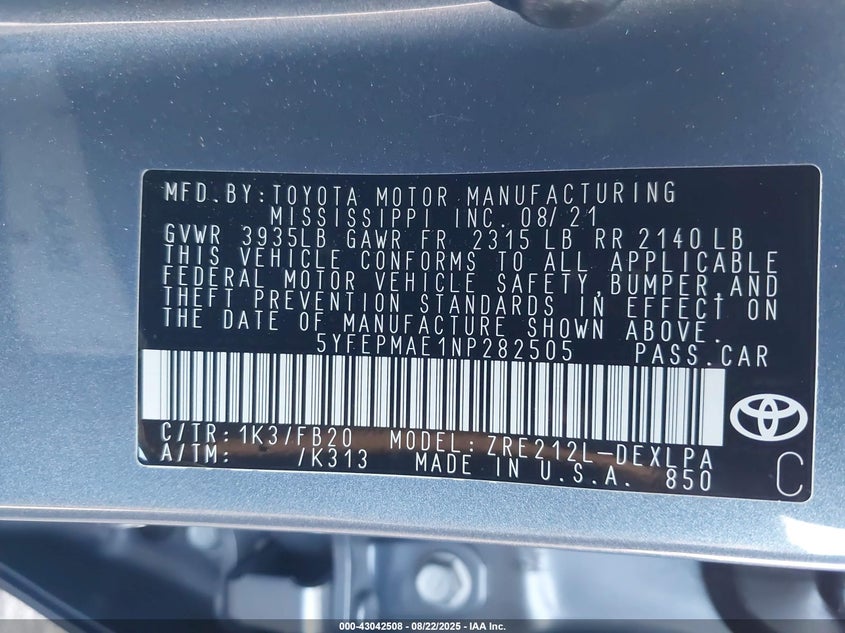 MFD. BY: TOYOTA MOTOR MANUFACTURING
MISSISSIPPI INC. 08/21
GVWR 3935LB GAWR FR 2315 LB RR 2140 LB
THIS VEHICLE CONFORMS TO ALL APPLICABLE
FEDERAL MOTOR VEHICLE SAFETY, BUMPER, AND
THEFT PREVENTION STANDARDS IN EFFECT ON
THE DATE OF MANUFACTURE SHOWN ABOVE.
5YFEPMAE1NP282505 PASS. CAR
C/TR: 1K3/FB20 MODEL: ZRE212L-DEXLPA
A/TM: /K313 MADE IN U.S.A. 850
C
000-43042508 - 08/22/2025 - IAA Inc.